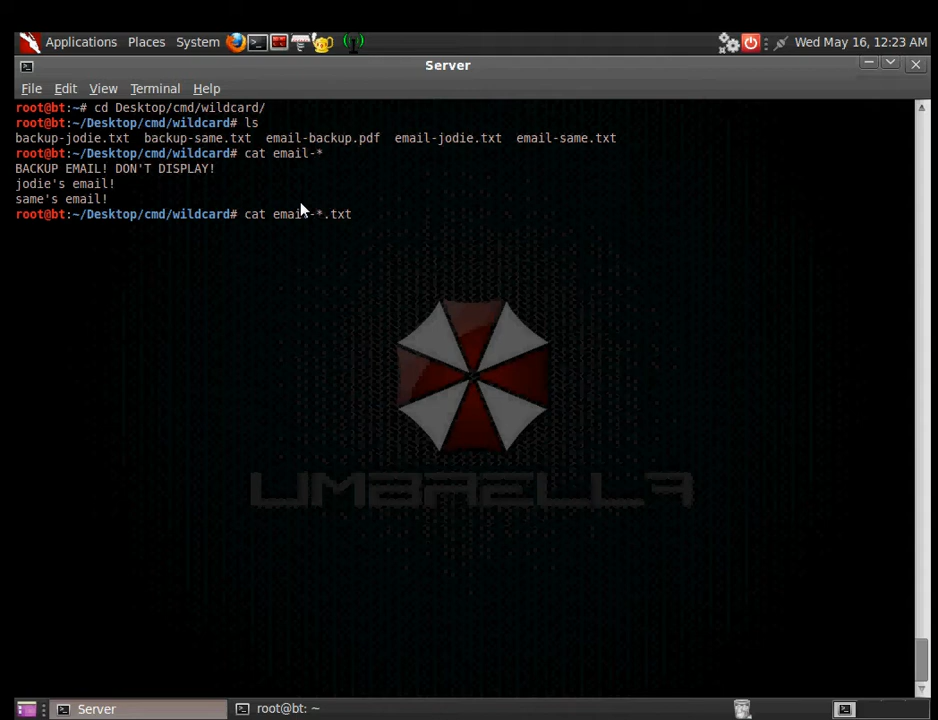 Applications Places System Wed May 16, 12:23 AM
Server
File Edit View Terminal Help
root@bt:~# cd Desktop/cmd/wildcard/
root@bt:~/Desktop/cmd/wildcard# ls
backup-jodie.txt backup-same.txt email-backup.pdf email-jodie.txt email-same.txt
root@bt:~/Desktop/cmd/wildcard# cat email-*
BACKUP EMAIL! DON'T DISPLAY!
jodie's email!
same's email!
root@bt:~/Desktop/cmd/wildcard# cat email-*.txt
UMBRELLA
Server root@bt: ~